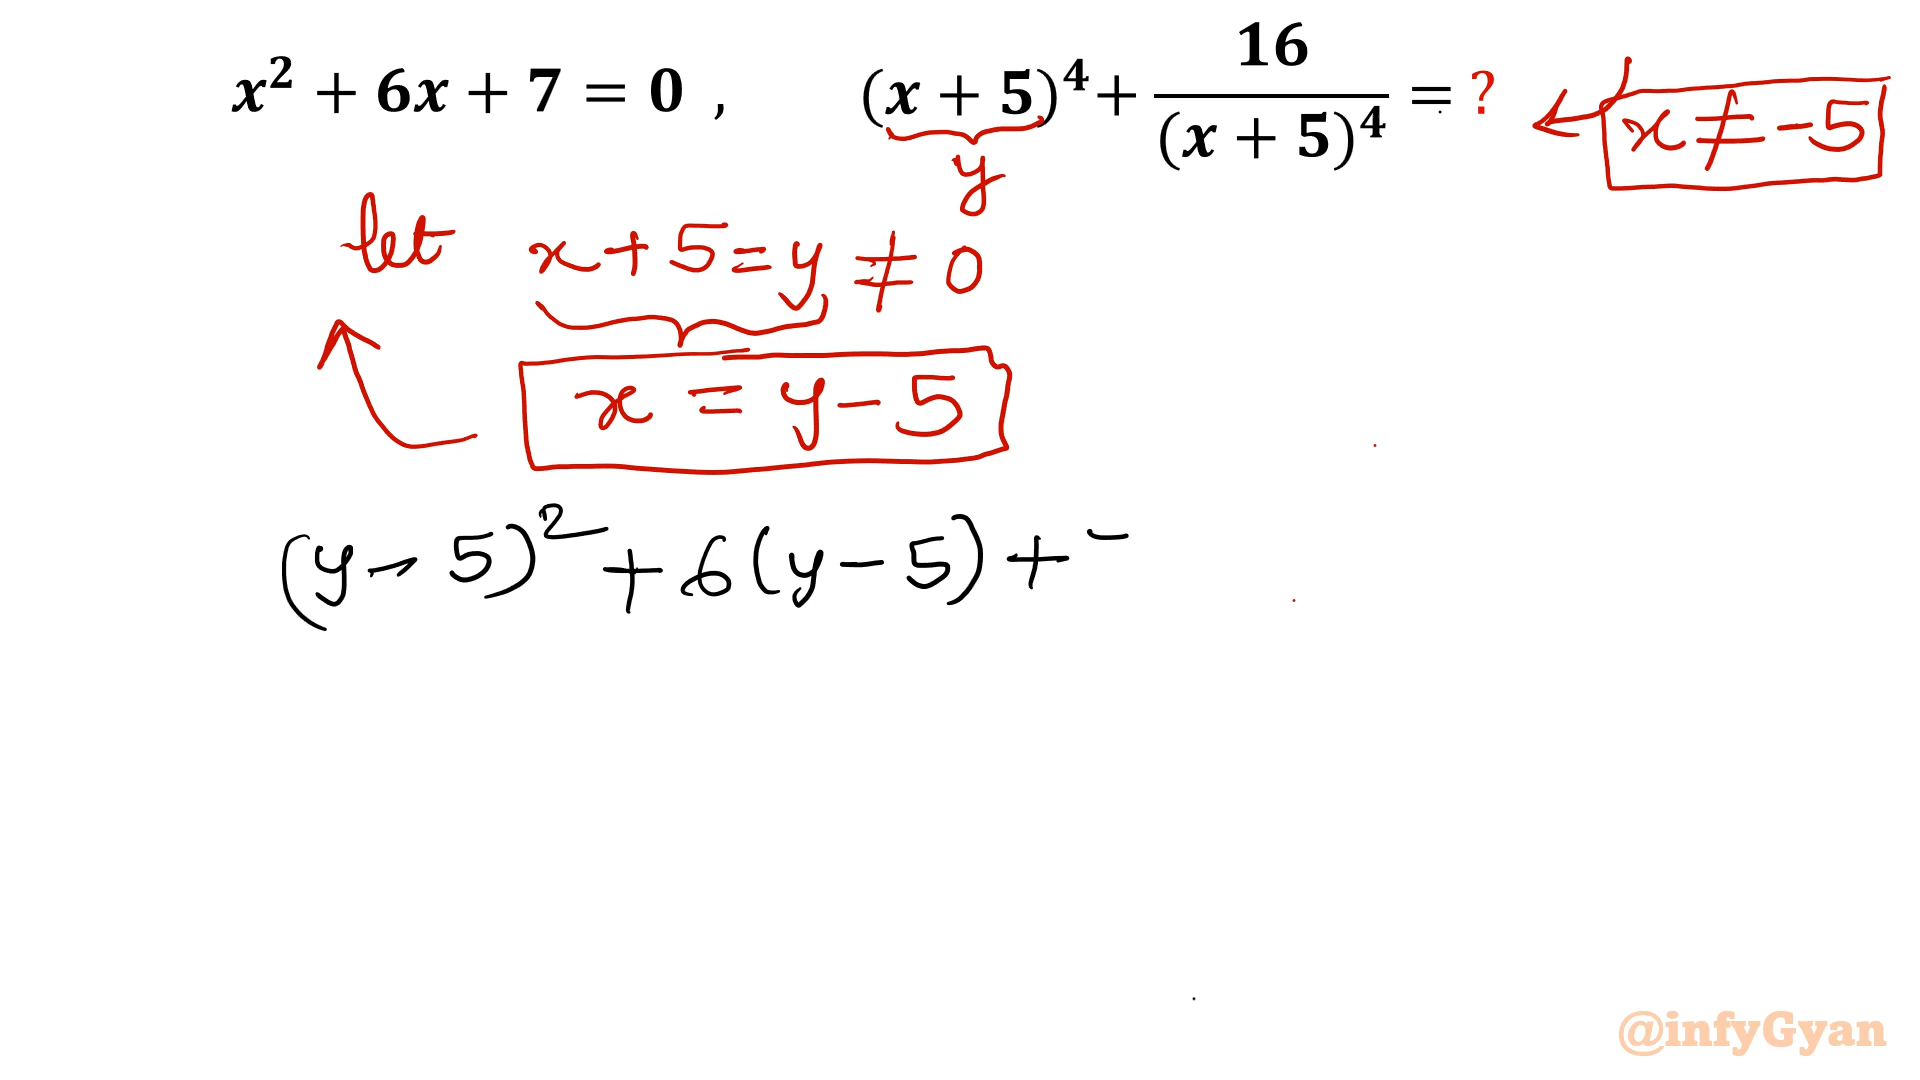 x² + 6x + 7 = 0 , (x + 5)⁴ + 16/(x + 5)⁴ = ? x ≠ -5
y
let x + 5 = y ≠ 0
x = y - 5
(y - 5)² + 6(y - 5) +
@infyGyan